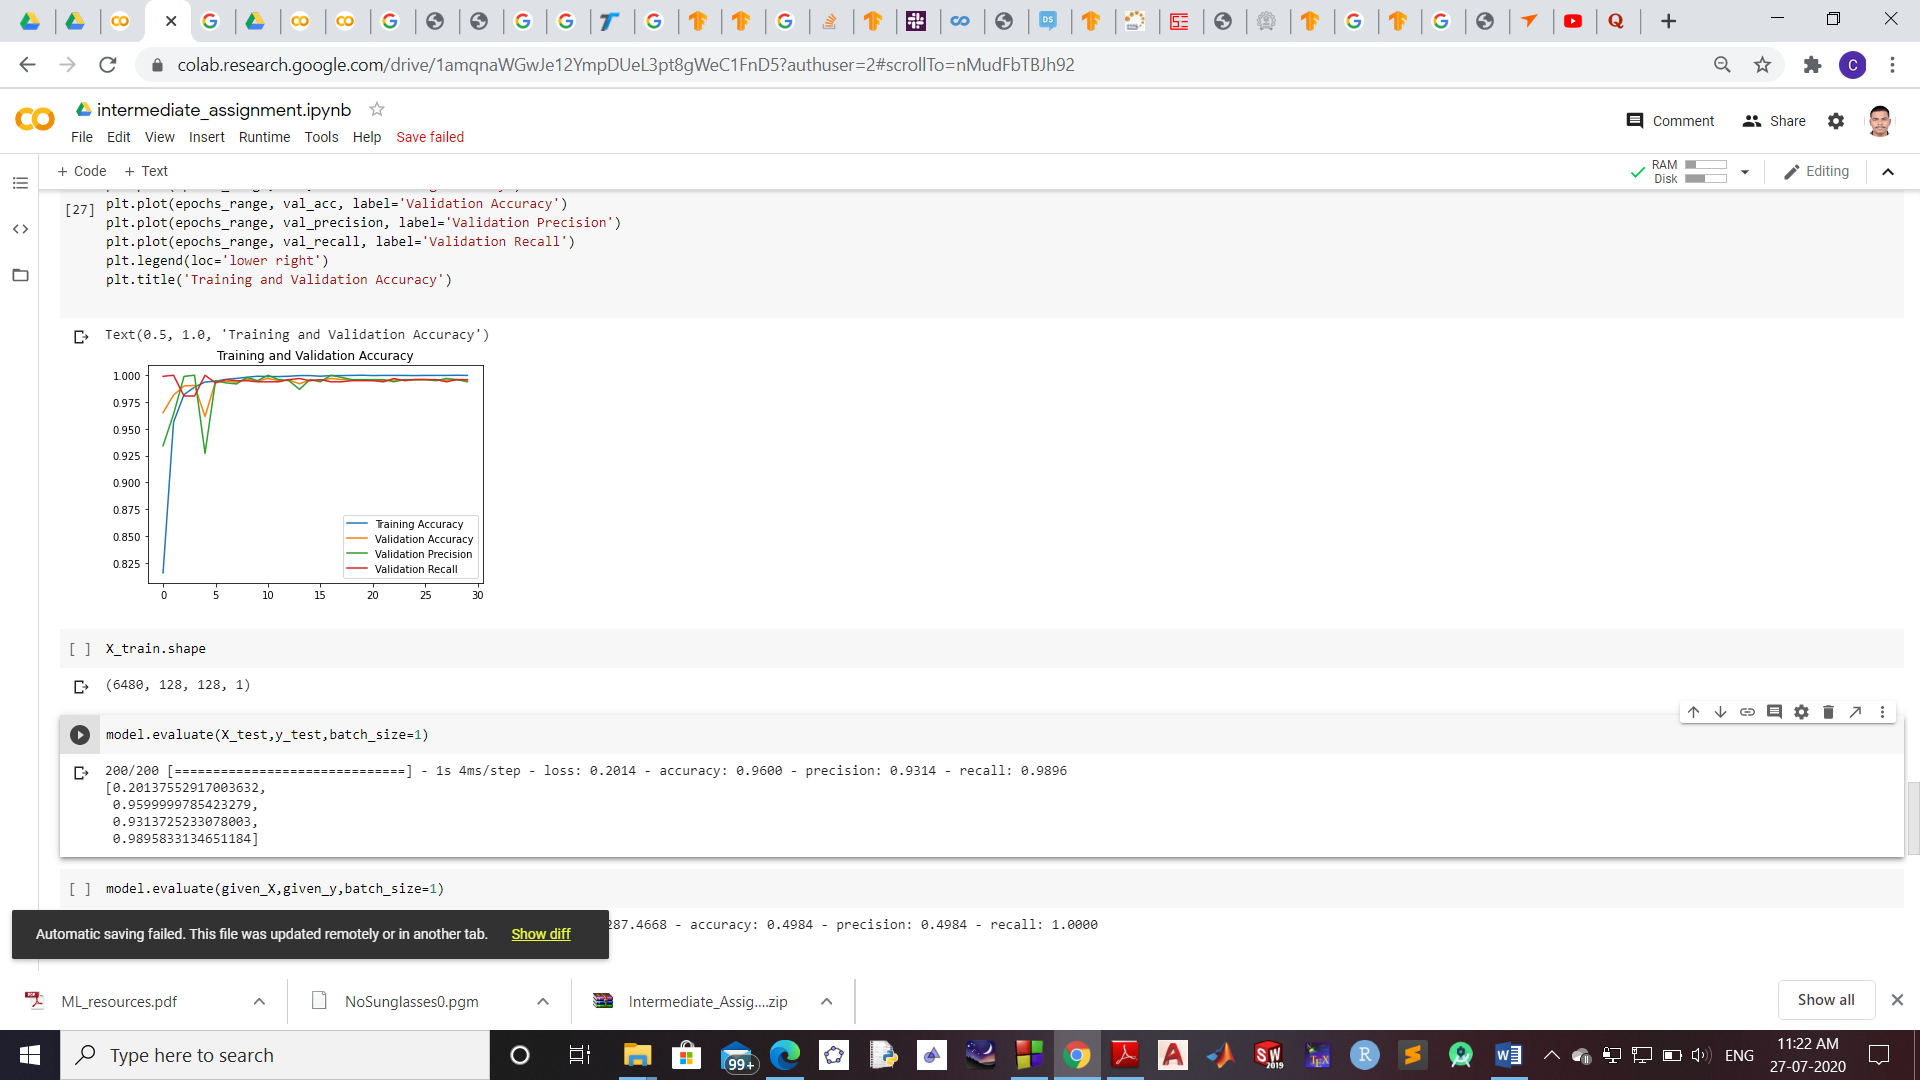 colab.research.google.com/drive/1amqnaWGwJe12YmpDUeL3pt8gWeC1FnD5?authuser=2#scrollTo=nMudFbTBJh92
C
intermediate_assignment.ipynb
Comment
Share
File Edit View Insert Runtime Tools Help Save failed
+ Code + Text
RAM
Disk
Editing
[27]
plt.plot(epochs_range, val_acc, label='Validation Accuracy')
plt.plot(epochs_range, val_precision, label='Validation Precision')
plt.plot(epochs_range, val_recall, label='Validation Recall')
plt.legend(loc='lower right')
plt.title('Training and Validation Accuracy')
Text(0.5, 1.0, 'Training and Validation Accuracy')
Training and Validation Accuracy
1.000
0.975
0.950
0.925
0.900
0.875
0.850
0.825
Training Accuracy
Validation Accuracy
Validation Precision
Validation Recall
0 5 10 15 20 25 30
[ ] X_train.shape
(6480, 128, 128, 1)
model.evaluate(X_test,y_test,batch_size=1)
200/200 [==============================] - 1s 4ms/step - loss: 0.2014 - accuracy: 0.9600 - precision: 0.9314 - recall: 0.9896
[0.20137552917003632,
0.9599999785423279,
0.9313725233078003,
0.9895833134651184]
[ ] model.evaluate(given_X,given_y,batch_size=1)
287.4668 - accuracy: 0.4984 - precision: 0.4984 - recall: 1.0000
Automatic saving failed. This file was updated remotely or in another tab. Show diff
ML_resources.pdf
NoSunglasses0.pgm
Intermediate_Assig....zip
Show all
Type here to search
99+
ENG
11:22 AM
27-07-2020